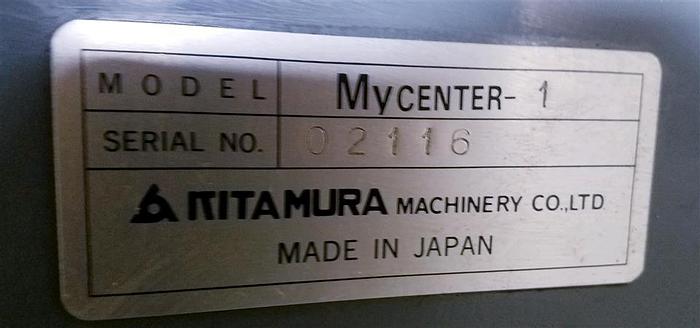 MODEL MyCENTER- 1
SERIAL NO. 02116
KITAMURA MACHINERY CO.,LTD
MADE IN JAPAN